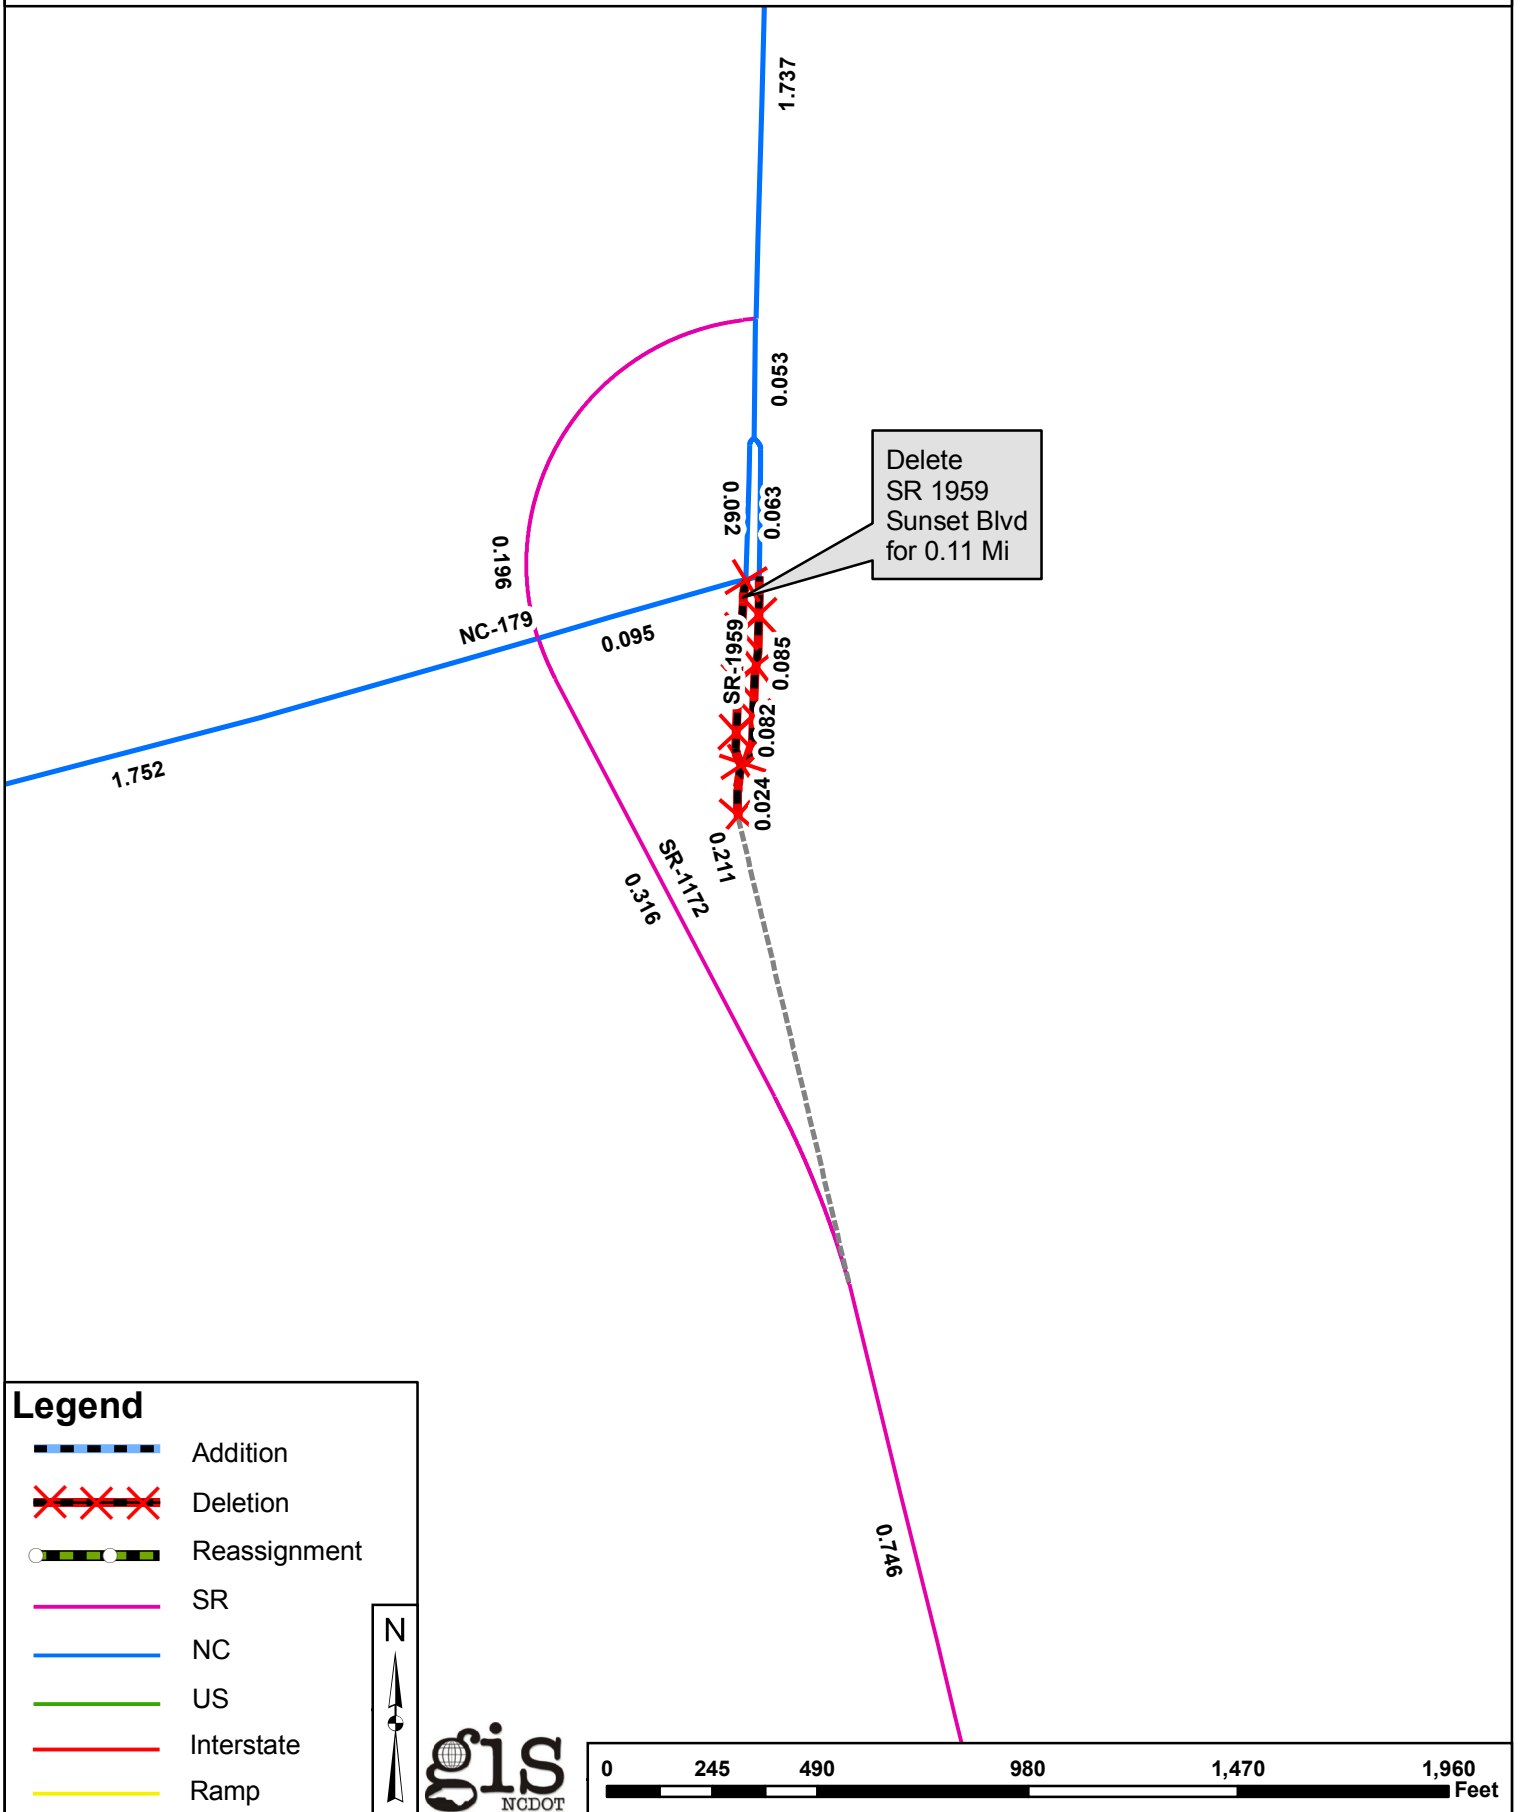 1.737
0.053
Delete
SR 1959
Sunset Blvd
for 0.11 Mi
0.062
0.063
0.196
NC-179
0.095
SR-1959
0.085
0.082
1.752
0.024
0.211
SR-1172
0.316
0.746
Legend
Addition
Deletion
Reassignment
SR
NC
US
Interstate
Ramp
N
gis
NCDOT
0 245 490 980 1,470 1,960
Feet